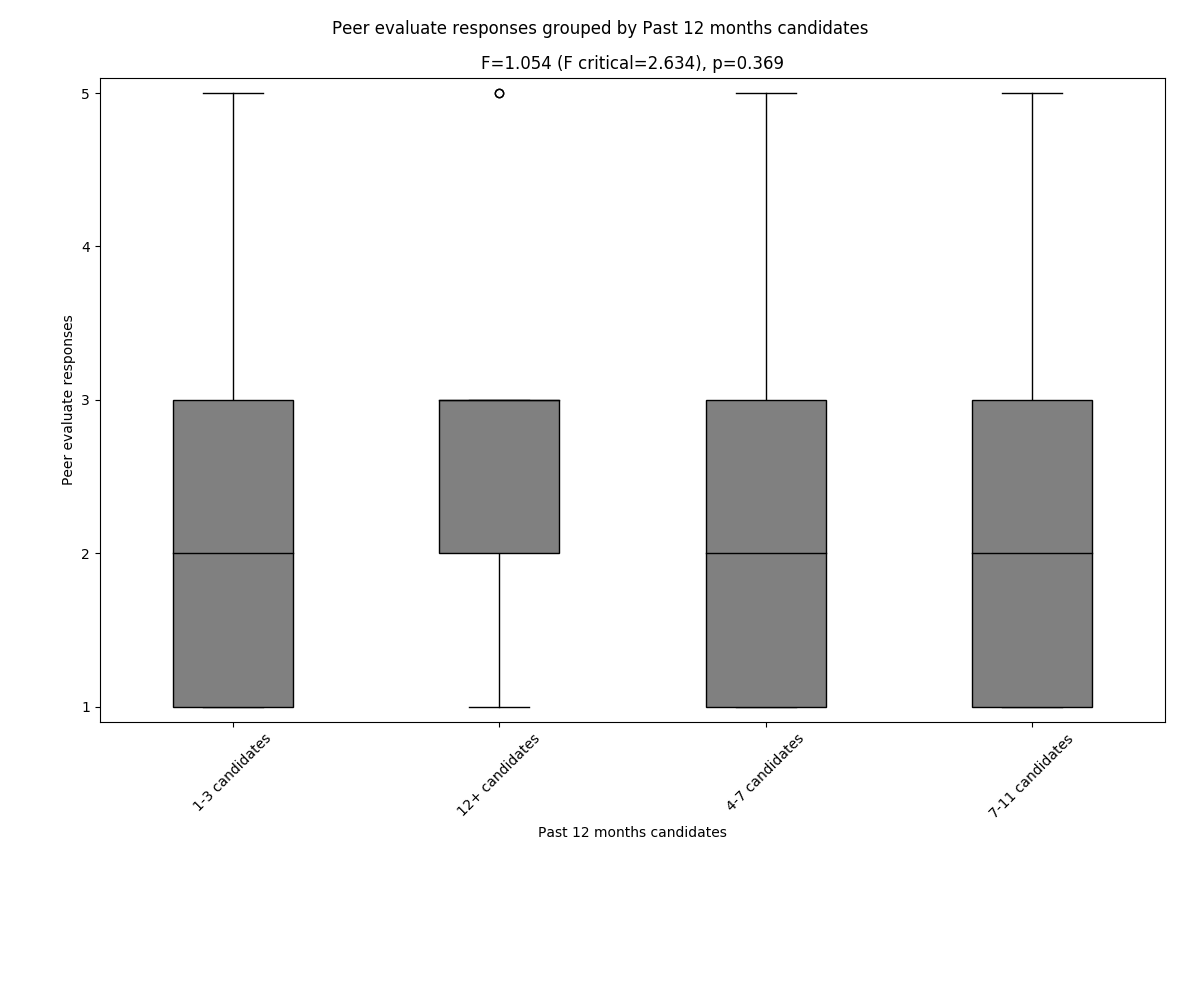 Peer evaluate responses grouped by Past 12 months candidates
F=1.054 (F critical=2.634), p=0.369
5
4
3
2
1
Peer evaluate responses
1-3 candidates
12+ candidates
4-7 candidates
7-11 candidates
Past 12 months candidates